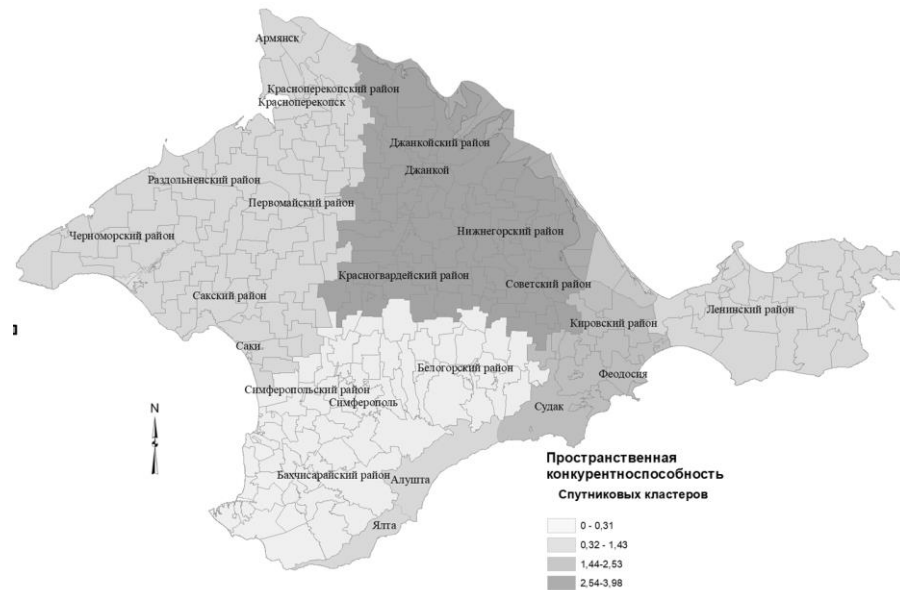 Армянск
Красноперекопский район
Красноперекопск
Джанкойский район
Джанкой
Раздольненский район
Первомайский район
Черноморский район
Нижнегорский район
Красногвардейский район
Советский район
Сакский район
Кировский район
Ленинский район
Саки
Белогорский район
Феодосия
Симферопольский район
Симферополь
Судак
N
Бахчисарайский район
Алушта
Ялта
Пространственная
конкурентноспособность
Спутниковых кластеров
0 - 0,31
0,32 - 1,43
1,44-2,53
2,54-3,98